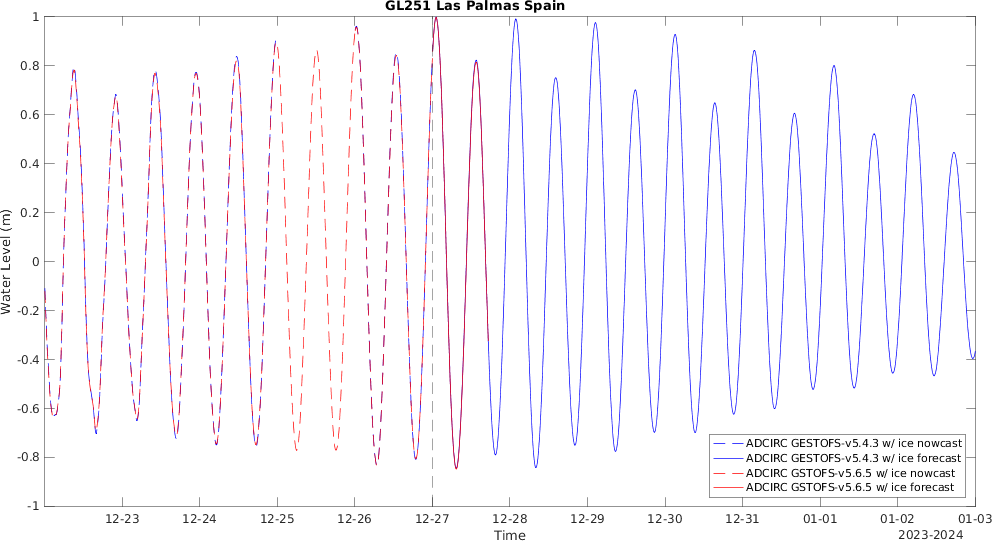 GL251 Las Palmas Spain
1
0.8
0.6
0.4
0.2
0
-0.2
-0.4
-0.6
-0.8
-1
Water Level (m)
ADCIRC GESTOFS-v5.4.3 w/ ice nowcast
ADCIRC GESTOFS-v5.4.3 w/ ice forecast
ADCIRC GSTOFS-v5.6.5 w/ ice nowcast
ADCIRC GSTOFS-v5.6.5 w/ ice forecast
12-23 12-24 12-25 12-26 12-27 12-28 12-29 12-30 12-31 01-01 01-02 01-03
Time
2023-2024